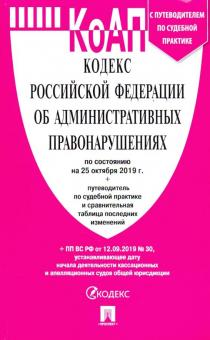 КоАП
С ПУТЕВОДИТЕЛЕМ
ПО СУДЕБНОЙ
ПРАКТИКЕ
КОДЕКС
РОССИЙСКОЙ ФЕДЕРАЦИИ
ОБ АДМИНИСТРАТИВНЫХ
ПРАВОНАРУШЕНИЯХ
по состоянию
на 25 октября 2019 г.
+
путеводитель
по судебной практике
и сравнительная
таблица последних
изменений
+ ПП ВС РФ от 12.09.2019 № 30,
устанавливающее дату
начала деятельности кассационных
и апелляционных судов общей юрисдикции
КОДЕКС
ПРОСПЕКТ